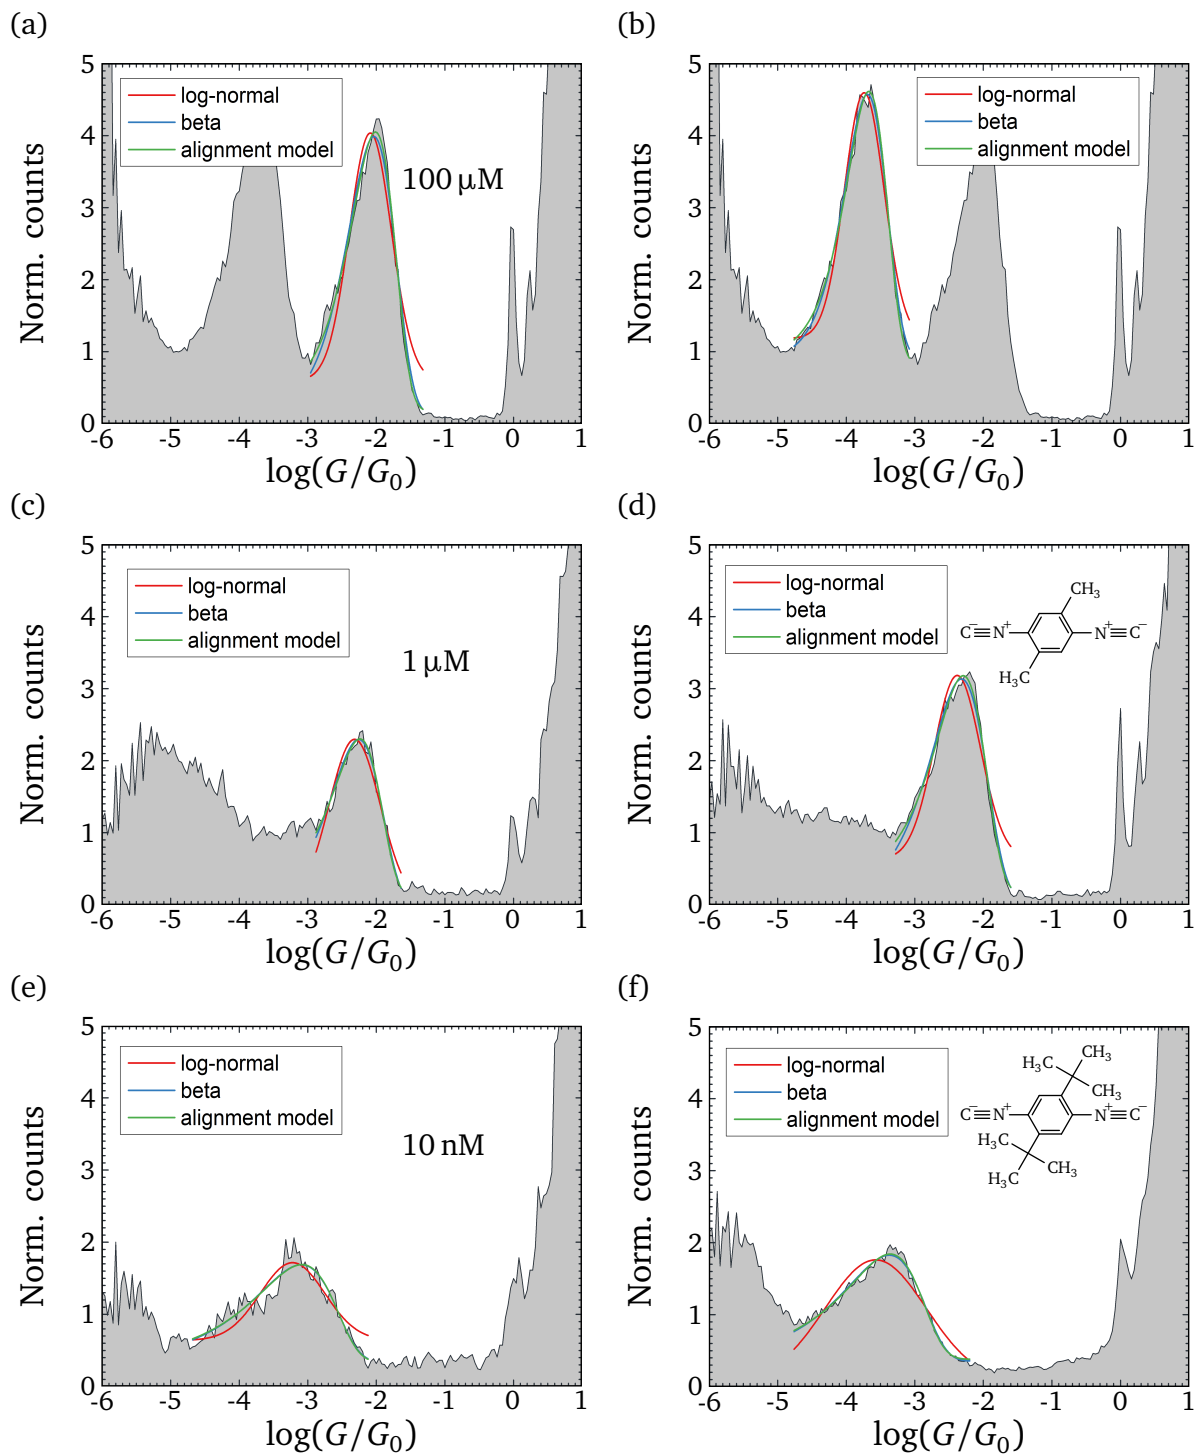 (a)
5
4
3
2
1
0
Norm. counts
log-normal
beta
alignment model
100 μM
-6 -5 -4 -3 -2 -1 0 1
log(G/G₀)
(b)
5
4
3
2
1
0
Norm. counts
log-normal
beta
alignment model
-6 -5 -4 -3 -2 -1 0 1
log(G/G₀)
(c)
5
4
3
2
1
0
Norm. counts
log-normal
beta
alignment model
1 μM
-6 -5 -4 -3 -2 -1 0 1
log(G/G₀)
(d)
5
4
3
2
1
0
Norm. counts
log-normal
beta
alignment model
CH₃
C⁻≡N⁺ N⁺≡C⁻
H₃C
-6 -5 -4 -3 -2 -1 0 1
log(G/G₀)
(e)
5
4
3
2
1
0
Norm. counts
log-normal
beta
alignment model
10 nM
-6 -5 -4 -3 -2 -1 0 1
log(G/G₀)
(f)
5
4
3
2
1
0
Norm. counts
log-normal
beta
alignment model
CH₃
H₃C
CH₃
C⁻≡N⁺ N⁺≡C⁻
H₃C
CH₃
H₃C
-6 -5 -4 -3 -2 -1 0 1
log(G/G₀)